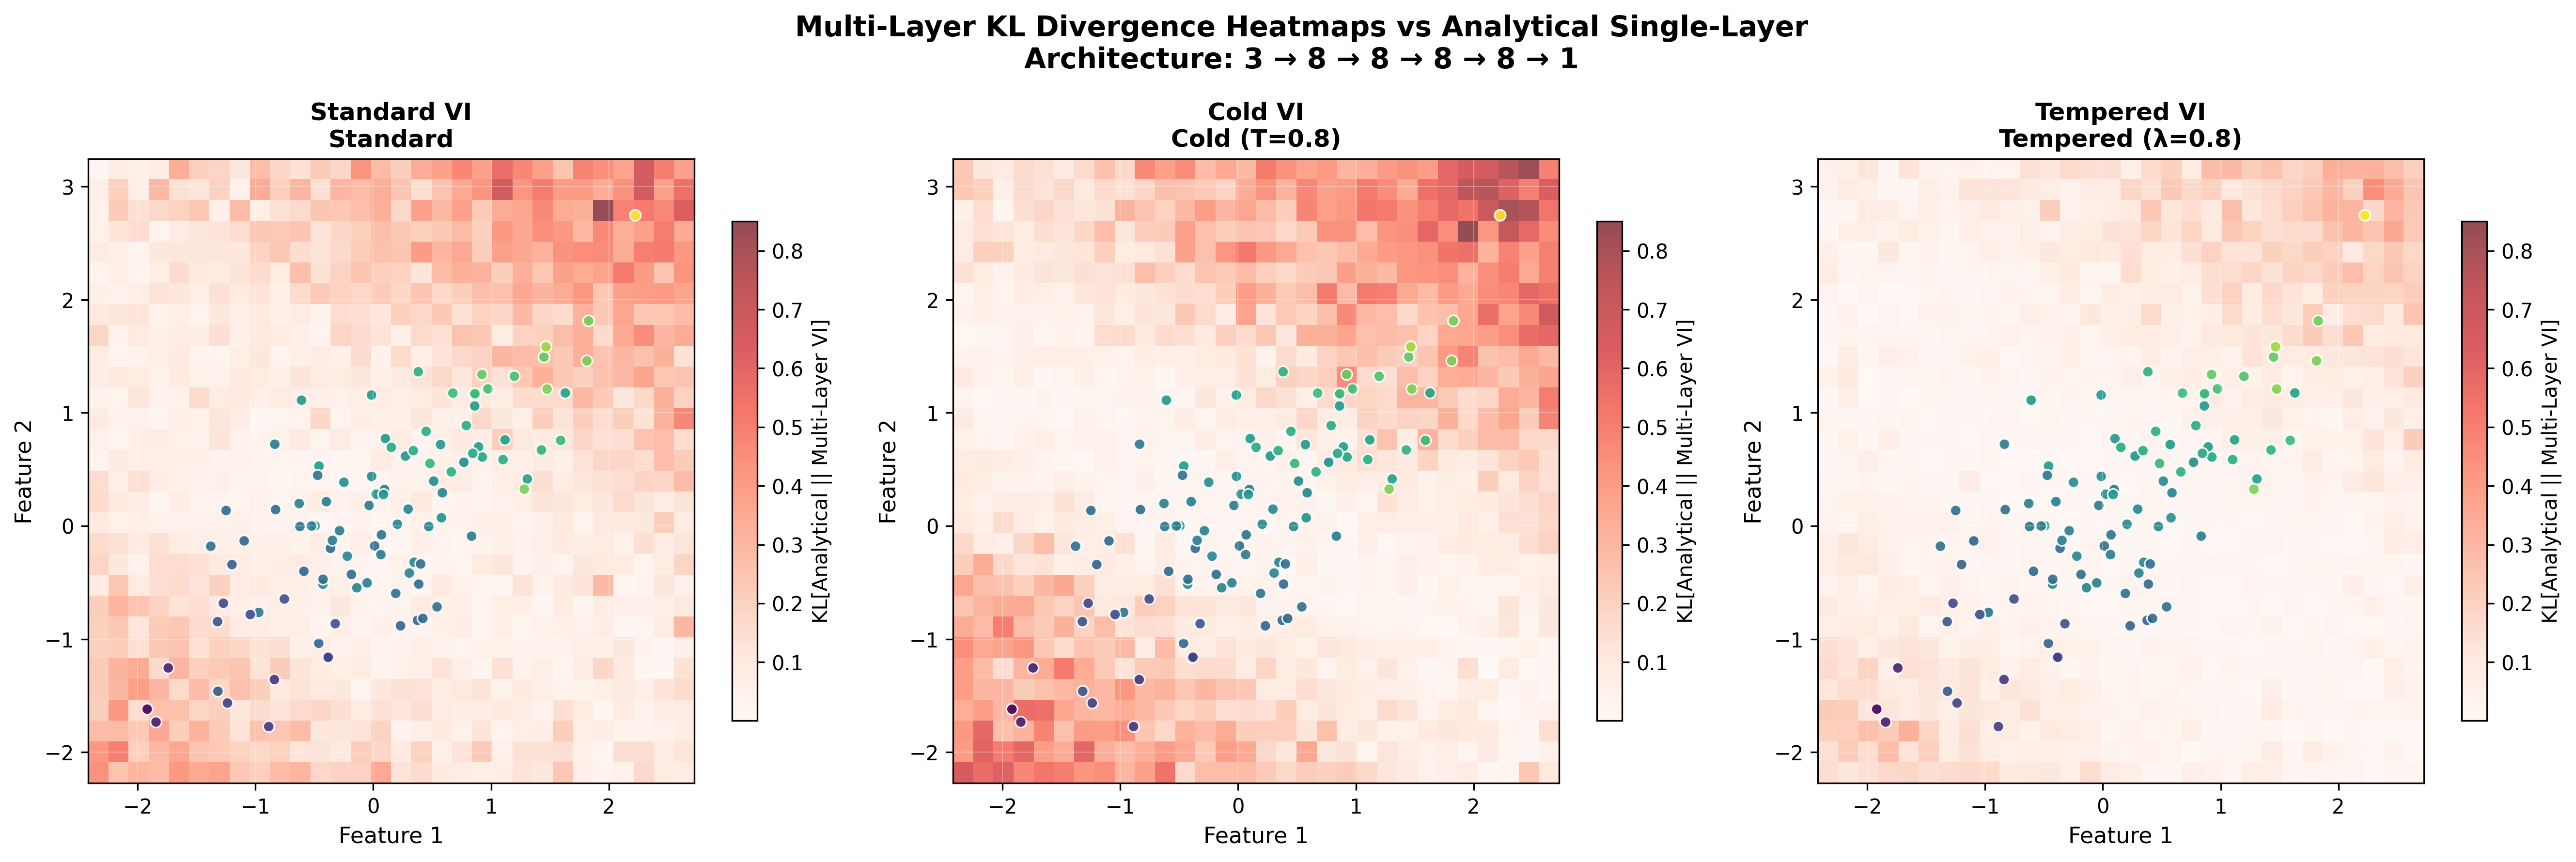 Multi-Layer KL Divergence Heatmaps vs Analytical Single-Layer
Architecture: 3 → 8 → 8 → 8 → 8 → 1
Standard VI
Standard
3
2
1
0
−1
−2
Feature 2
−2 −1 0 1 2
Feature 1
0.8
0.7
0.6
0.5
0.4
0.3
0.2
0.1
KL[Analytical || Multi-Layer VI]
Cold VI
Cold (T=0.8)
3
2
1
0
−1
−2
Feature 2
−2 −1 0 1 2
Feature 1
0.8
0.7
0.6
0.5
0.4
0.3
0.2
0.1
KL[Analytical || Multi-Layer VI]
Tempered VI
Tempered (λ=0.8)
3
2
1
0
−1
−2
Feature 2
−2 −1 0 1 2
Feature 1
0.8
0.7
0.6
0.5
0.4
0.3
0.2
0.1
KL[Analytical || Multi-Layer VI]